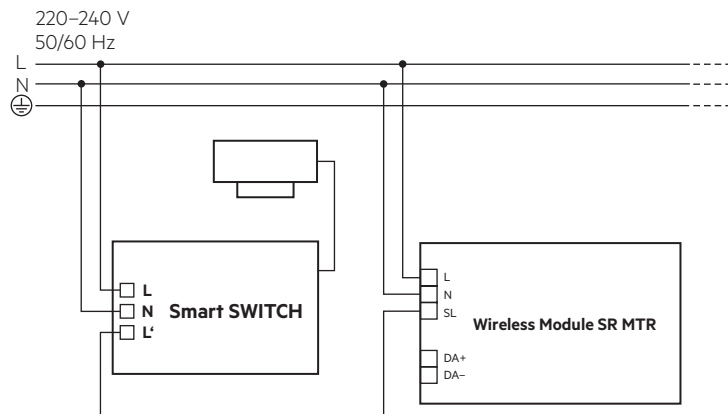 220–240 V
50/60 Hz
L
N
L
N
L‘
Smart SWITCH
L
N
SL
DA+
DA–
Wireless Module SR MTR